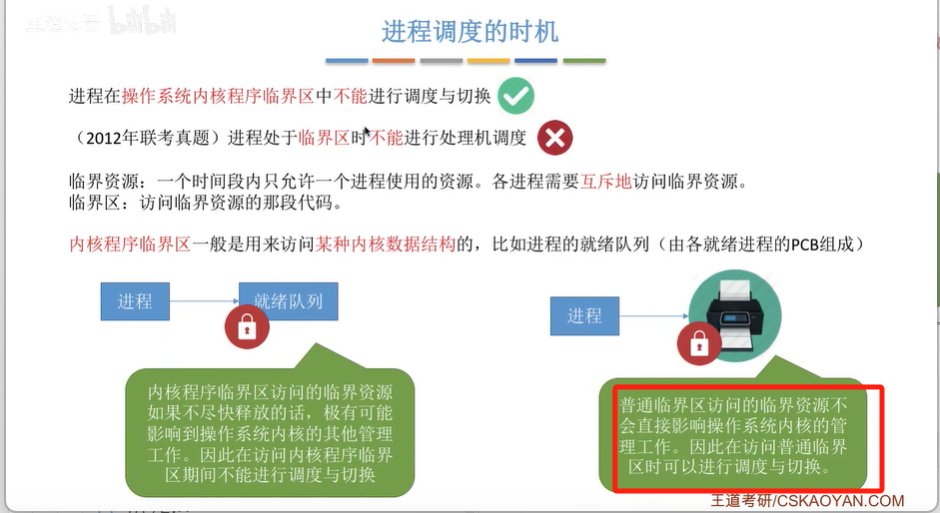 bilibili
进程调度的时机
进程在操作系统内核程序临界区中不能进行调度与切换
（2012年联考真题）进程处于临界区时不能进行处理机调度
临界资源：一个时间段内只允许一个进程使用的资源。各进程需要互斥地访问临界资源。
临界区：访问临界资源的那段代码。
内核程序临界区一般是用来访问某种内核数据结构的，比如进程的就绪队列（由各就绪进程的PCB组成）
进程
就绪队列
进程
内核程序临界区访问的临界资源
如果不尽快释放的话，极有可能
影响到操作系统内核的其他管理
工作。因此在访问内核程序临界
区期间不能进行调度与切换
普通临界区访问的临界资源不
会直接影响操作系统内核的管
理工作。因此在访问普通临界
区时可以进行调度与切换。
王道考研/CSKAOYAN.COM